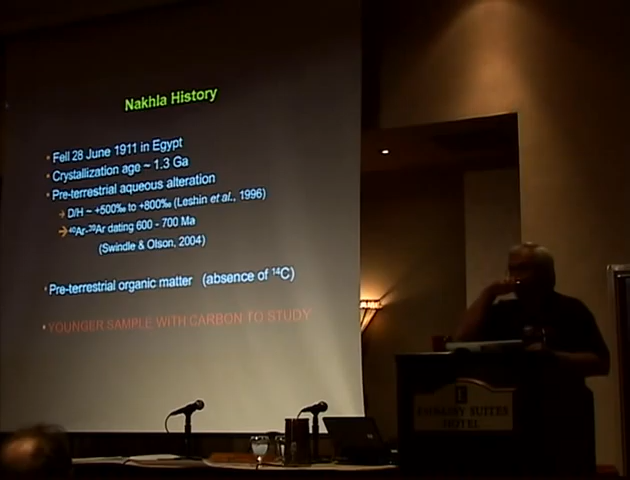 Nakhla History
• Fell 28 June 1911 in Egypt
• Crystallization age ~ 1.3 Ga
• Pre-terrestrial aqueous alteration
→ D/H ~ +500‰ to +800‰ (Leshin et al., 1996)
→ ⁴⁰Ar-³⁹Ar dating 600 - 700 Ma
(Swindle & Olson, 2004)
• Pre-terrestrial organic matter (absence of ¹⁴C)
• YOUNGER SAMPLE WITH CARBON TO STUDY
EMBASSY SUITES
HOTEL